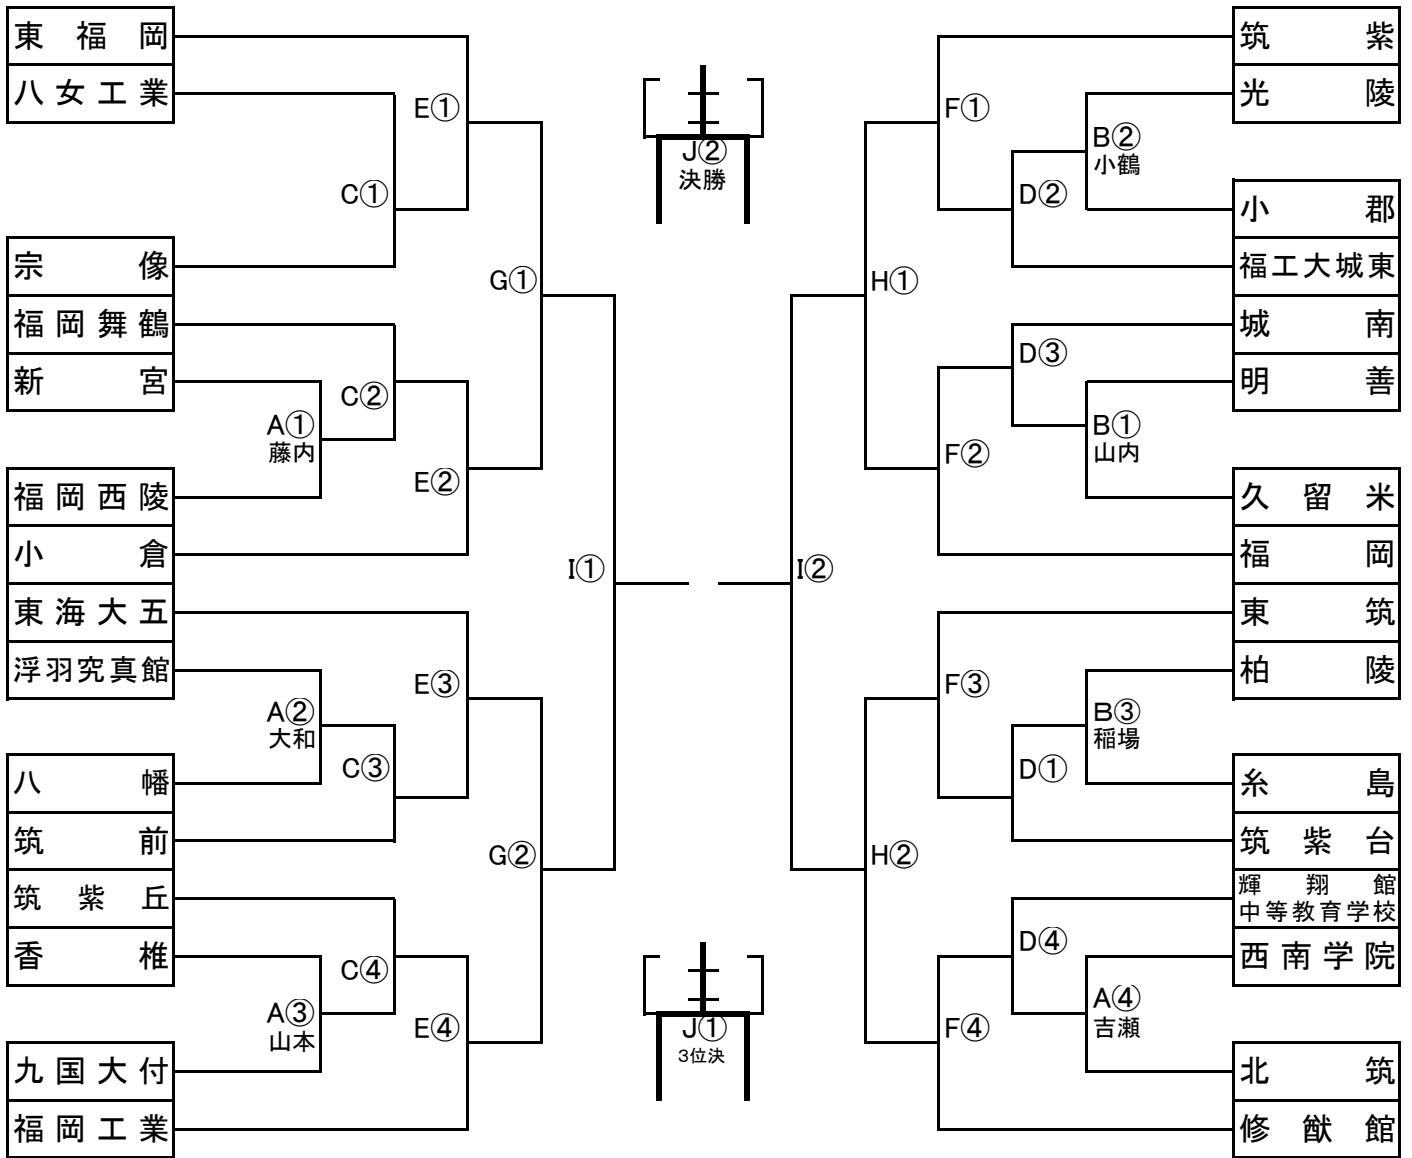 東福岡
八女工業
宗像
福岡舞鶴
新宮
福岡西陵
小倉
東海大五
浮羽究真館
八幡
筑前
筑紫丘
香椎
九国大付
福岡工業
E①
C①
G①
C②
A①
藤内
E②
I①
E③
A②
大和
C③
G②
C④
A③
山本
E④
J②
決勝
J①
3位決
F①
B②
小鶴
D②
H①
D③
B①
山内
F②
I②
F③
B③
稲場
D①
H②
D④
A④
吉瀬
F④
筑紫
光陵
小郡
福工大城東
城南
明善
久留米
福岡
東筑
柏陵
糸島
筑紫台
輝翔館
中等教育学校
西南学院
北筑
修猷館